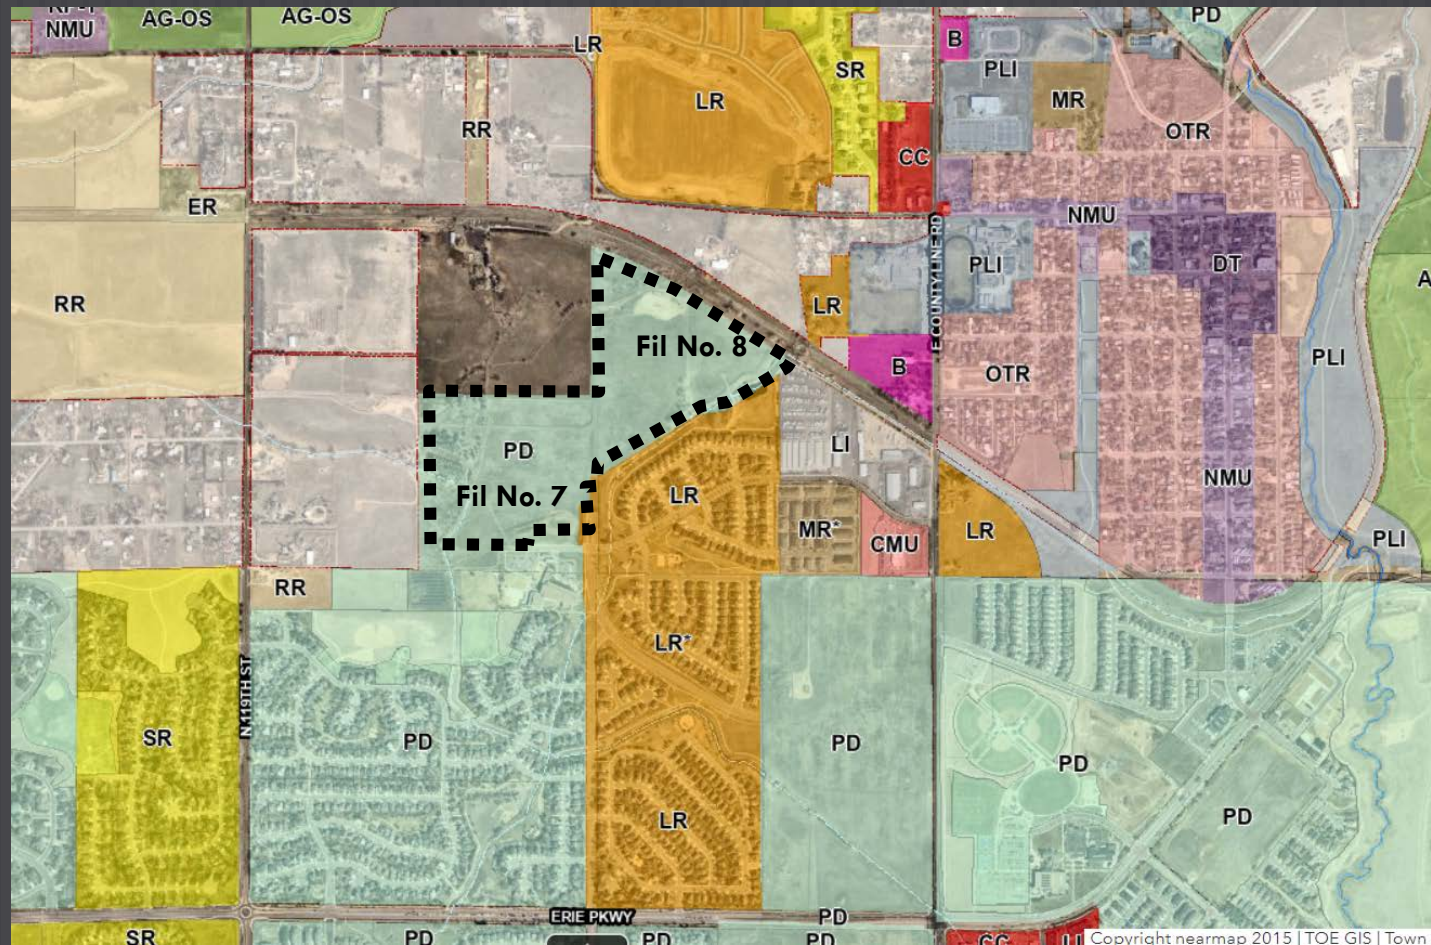 NMU
AG-OS
AG-OS
PD
LR
B
SR
PLI
LR
MR
RR
OTR
CC
ER
NMU
E COUNTY LINE RD
PLI
DT
RR
LR
A
Fil No. 8
PLI
B
OTR
PD
LI
NMU
Fil No. 7
LR
MR*
CMU
LR
PLI
RR
LR*
N 119TH ST
SR
PD
PD
PD
LR
PD
ERIE PKWY
PD
SR
PD
PD
PD
CC
Copyright nearmap 2015 | TOE GIS | Town